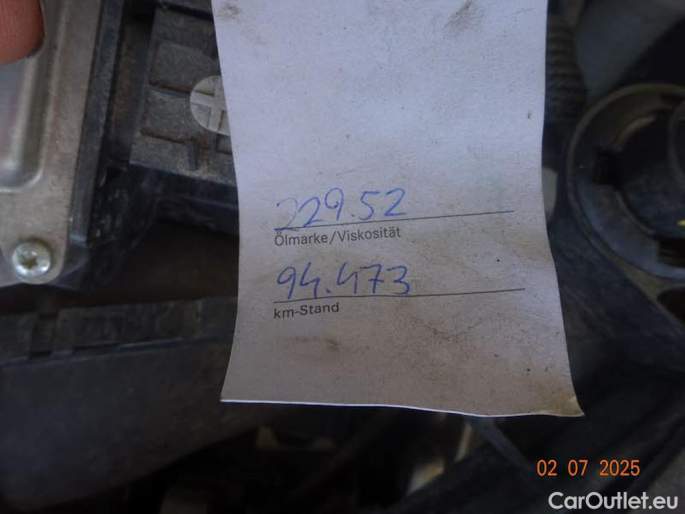 229.52
Ölmarke/Viskosität
94.473
km-Stand
02 07 2025
CarOutlet.eu